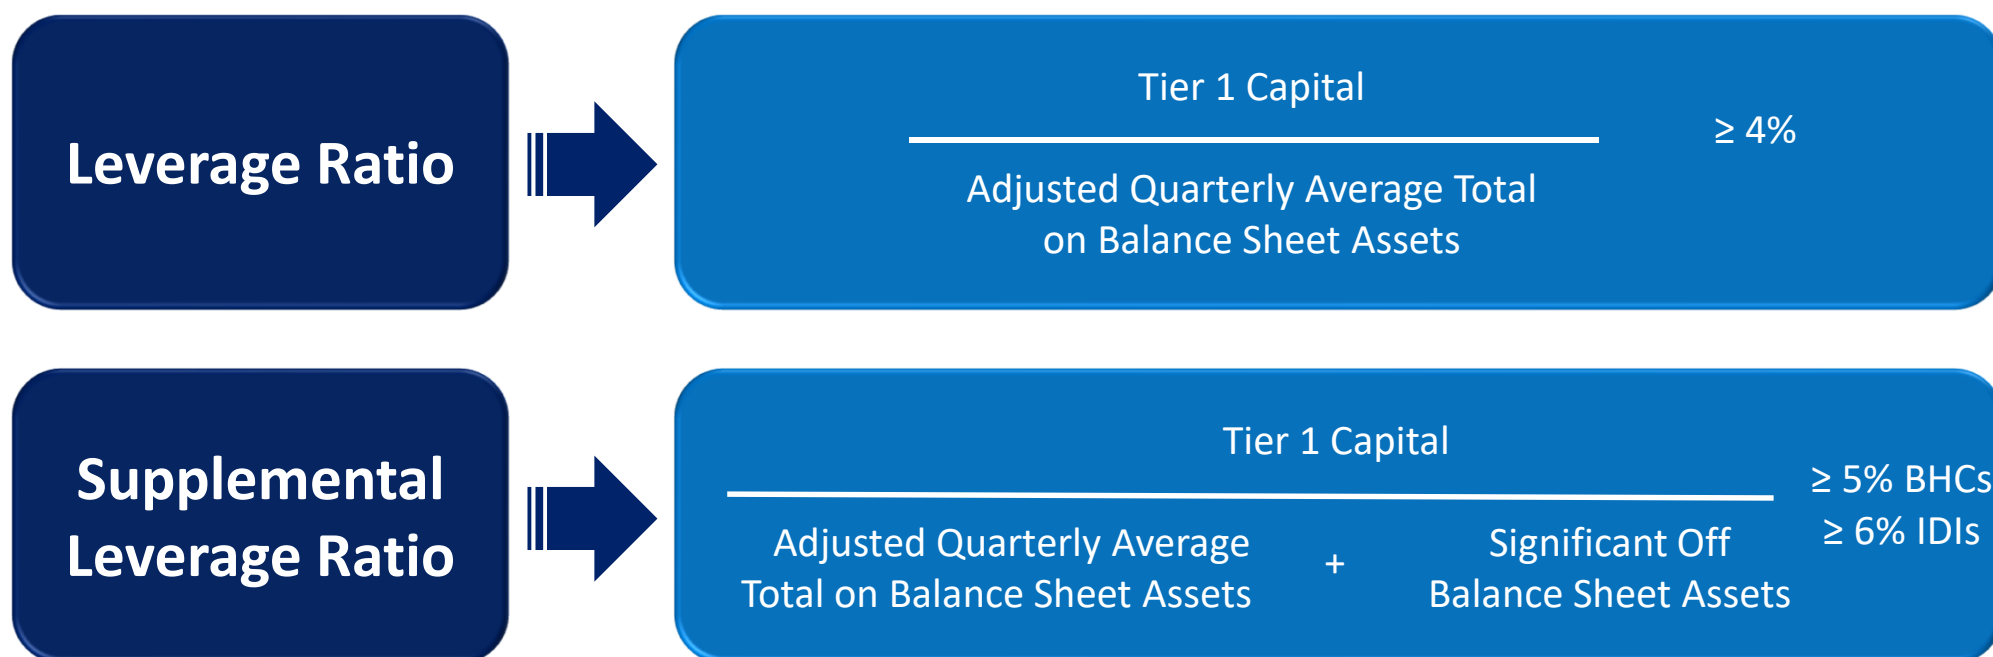 Leverage Ratio
Tier 1 Capital
≥ 4%
Adjusted Quarterly Average Total
on Balance Sheet Assets
Supplemental
Leverage Ratio
Tier 1 Capital
≥ 5% BHCs
≥ 6% IDIs
Adjusted Quarterly Average
Total on Balance Sheet Assets
+
Significant Off
Balance Sheet Assets